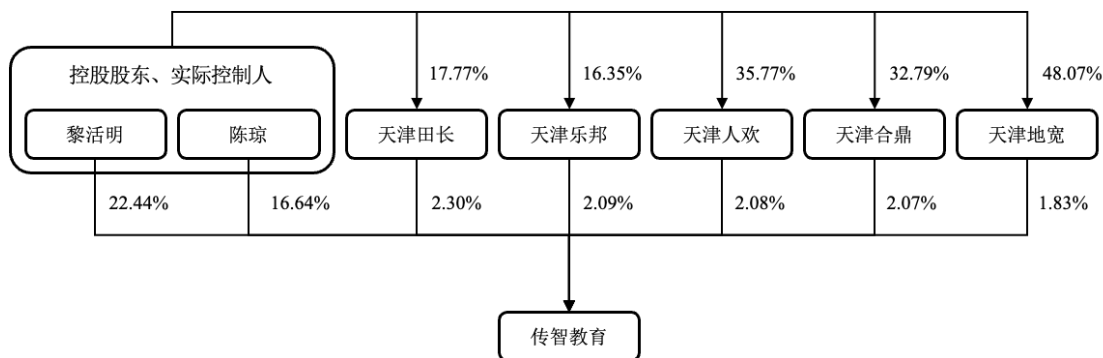 控股股东、实际控制人
17.77%
16.35%
35.77%
32.79%
48.07%
黎活明
陈琼
天津田长
天津乐邦
天津人欢
天津合鼎
天津地宽
22.44%
16.64%
2.30%
2.09%
2.08%
2.07%
1.83%
传智教育